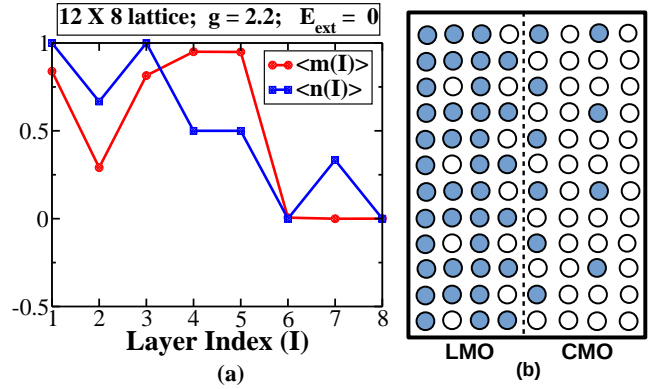 12 X 8 lattice; g = 2.2; E_ext = 0
1
0.5
0
-0.5
<m(I)>
<n(I)>
1 2 3 4 5 6 7 8
Layer Index (I)
(a)
LMO CMO
(b)